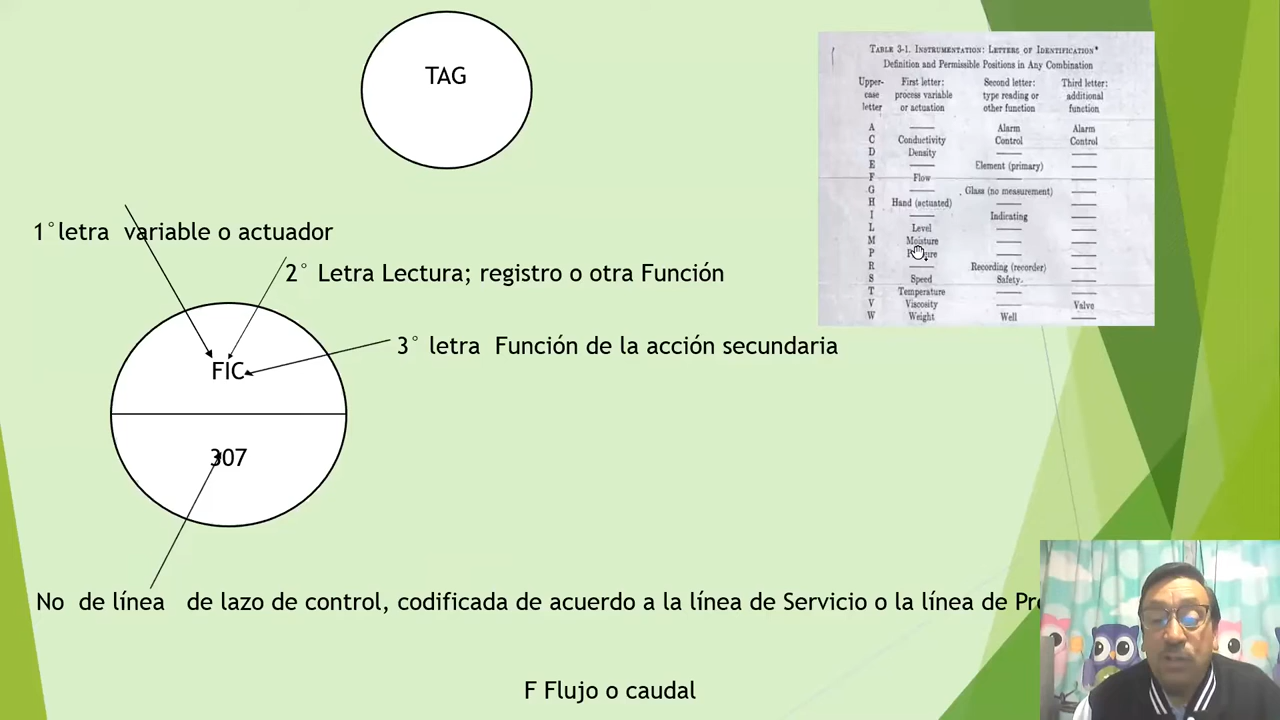 TAG
TABLE 3-1. INSTRUMENTATION: LETTERS OF IDENTIFICATION*
Definition and Permissible Positions in Any Combination
Upper-case letter First letter: process variable or actuation Second letter: type reading or other function Third letter: additional function
A —— Alarm Alarm
C Conductivity Control Control
D Density —— ——
E —— Element (primary) ——
F Flow —— ——
G —— Glass (no measurement) ——
H Hand (actuated) —— ——
I —— Indicating ——
L Level —— ——
M Moisture —— ——
P —— ——
R —— Recording (recorder) ——
S Speed Safety. ——
T Temperature —— ——
V Viscosity —— Valve
W Weight Well ——
1°letra variable o actuador
2° Letra Lectura; registro o otra Función
3° letra Función de la acción secundaria
FIC
307
No de línea de lazo de control, codificada de acuerdo a la línea de Servicio o la línea de
F Flujo o caudal